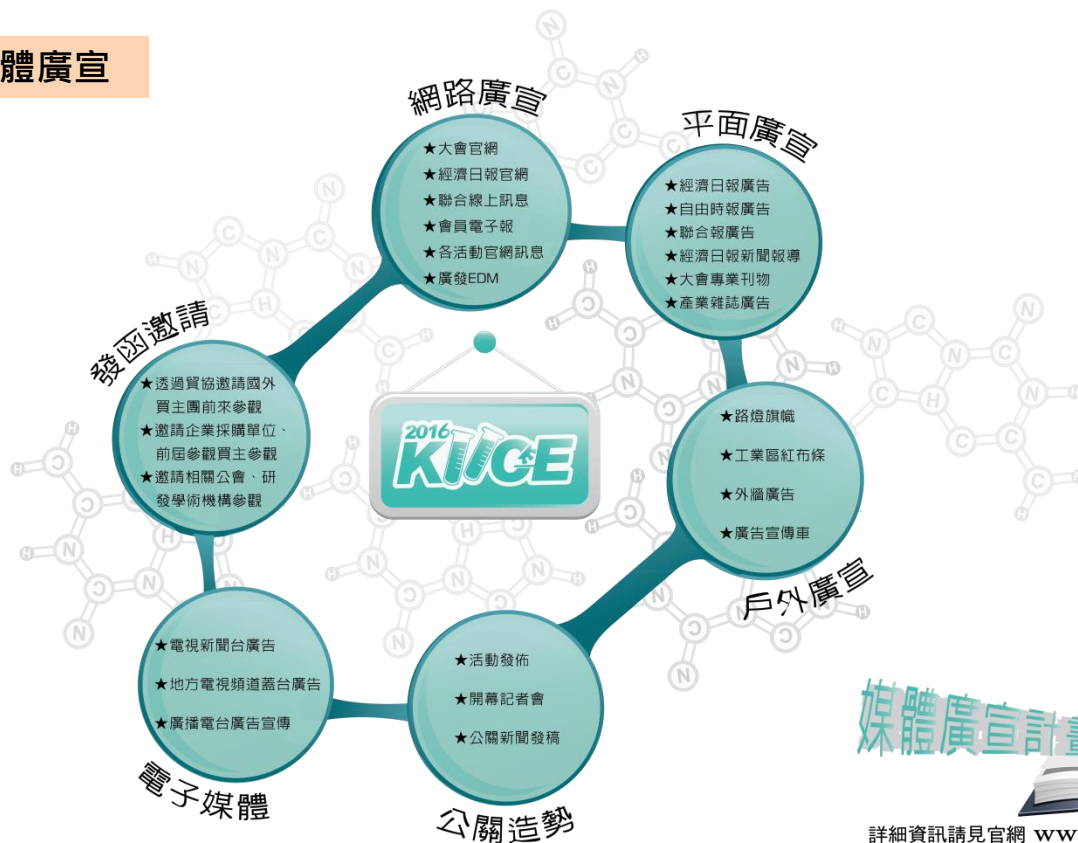 體廣宣
網路廣宣
★大會官網
★經濟日報官網
★聯合線上訊息
★會員電子報
★各活動官網訊息
★廣發EDM
平面廣宣
★經濟日報廣告
★自由時報廣告
★聯合報廣告
★經濟日報新聞報導
★大會專業刊物
★產業雜誌廣告
發函邀請
★透過貿協邀請國外
買主團前來參觀
★邀請企業採購單位、
前屆參觀買主參觀
★邀請相關公會、研
發學術機構參觀
2016
KIICE
★路燈旗幟
★工業區紅布條
★外牆廣告
★廣告宣傳車
戶外廣宣
★電視新聞台廣告
★地方電視頻道蓋台廣告
★廣播電台廣告宣傳
電子媒體
★活動發佈
★開幕記者會
★公關新聞發稿
公關造勢
媒體廣宣計畫
詳細資訊請見官網 WWW